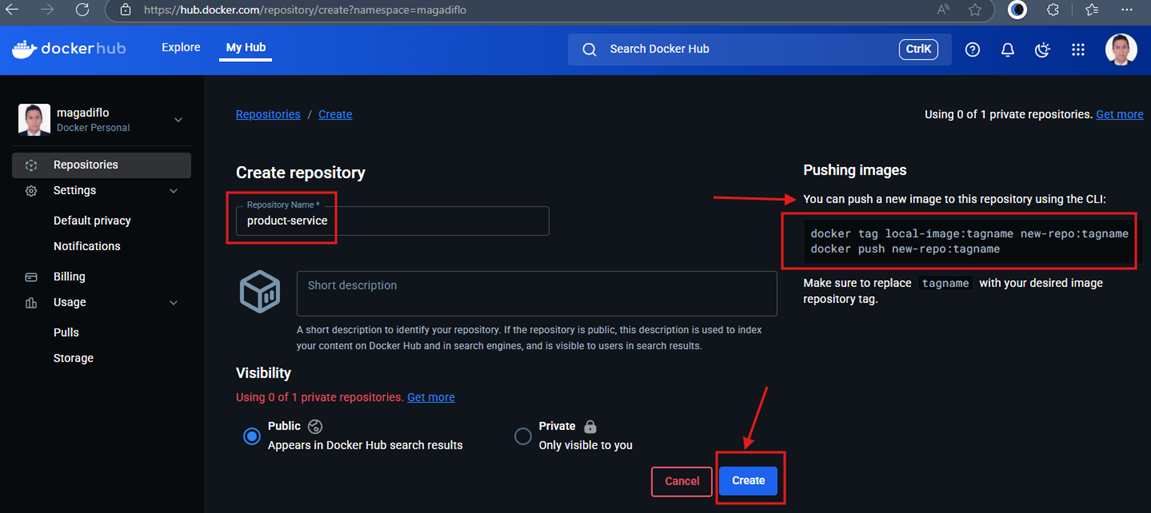 https://hub.docker.com/repository/create?namespace=magadiflo
dockerhub
Explore
My Hub
Search Docker Hub
CtrlK
magadiflo
Docker Personal
Repositories
Settings
Default privacy
Notifications
Billing
Usage
Pulls
Storage
Repositories / Create
Using 0 of 1 private repositories. Get more
Create repository
Repository Name *
product-service
Short description
A short description to identify your repository. If the repository is public, this description is used to index
your content on Docker Hub and in search engines, and is visible to users in search results.
Visibility
Using 0 of 1 private repositories. Get more
Public
Appears in Docker Hub search results
Private
Only visible to you
Cancel
Create
Pushing images
You can push a new image to this repository using the CLI:
docker tag local-image:tagname new-repo:tagname
docker push new-repo:tagname
Make sure to replace tagname with your desired image
repository tag.